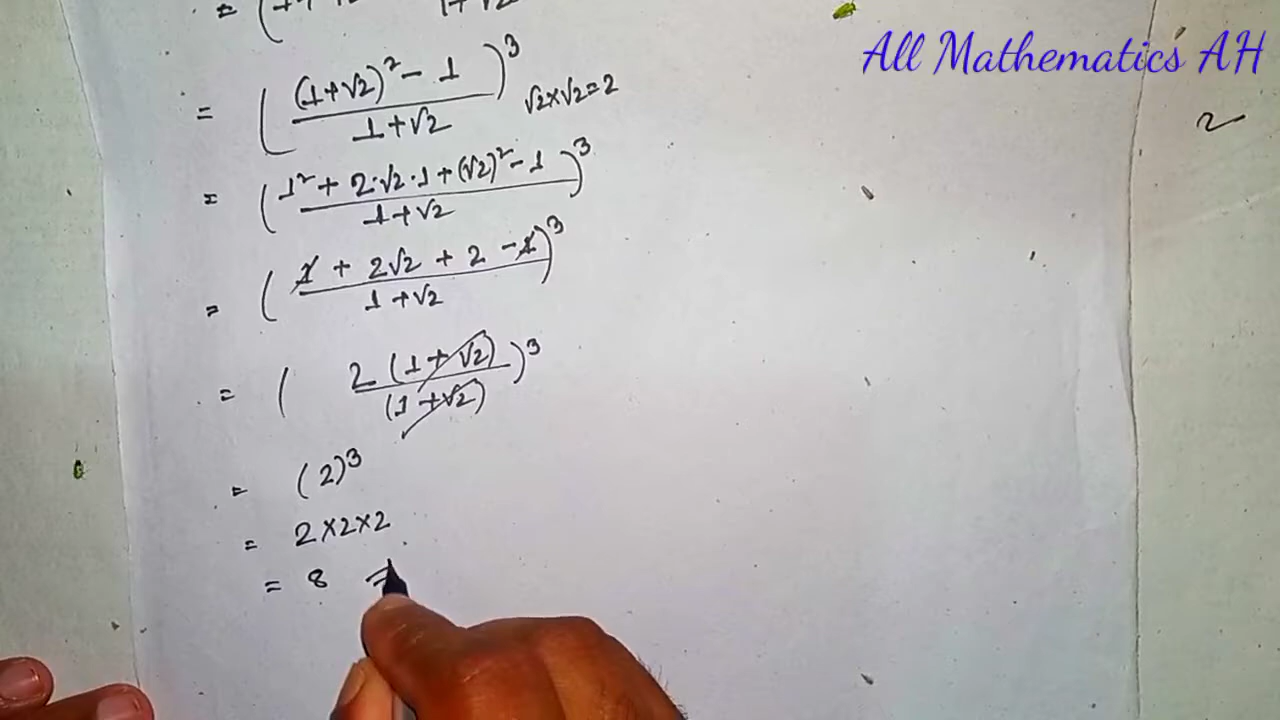 All Mathematics AH
= ( (1+√2)² - 1 / 1+√2 )³ √2×√2=2
= ( 1² + 2·√2·1 + (√2)² - 1 / 1+√2 )³
= ( 1 + 2√2 + 2 - 1 / 1+√2 )³
= ( 2 (1+√2) / (1+√2) )³
= (2)³
= 2×2×2
= 8